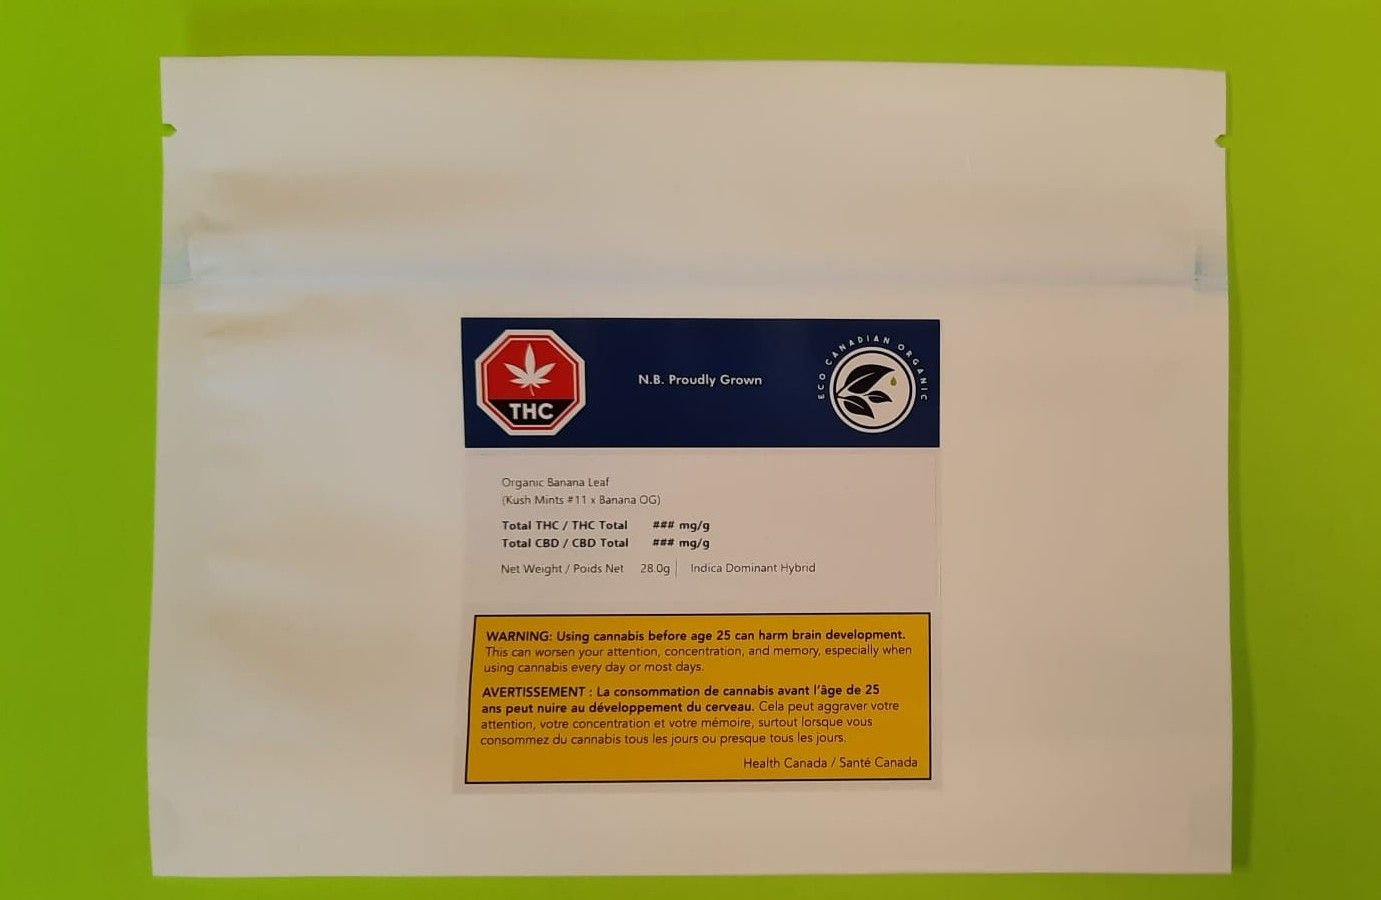 THC
N.B. Proudly Grown
ECO CANADIAN ORGANIC
Organic Banana Leaf
(Kush Mints #11 x Banana OG)
Total THC / THC Total ### mg/g
Total CBD / CBD Total ### mg/g
Net Weight / Poids Net 28.0g | Indica Dominant Hybrid
WARNING: Using cannabis before age 25 can harm brain development.
This can worsen your attention, concentration, and memory, especially when
using cannabis every day or most days.
AVERTISSEMENT : La consommation de cannabis avant l'âge de 25
ans peut nuire au développement du cerveau. Cela peut aggraver votre
attention, votre concentration et votre mémoire, surtout lorsque vous
consommez du cannabis tous les jours ou presque tous les jours.
Health Canada / Santé Canada